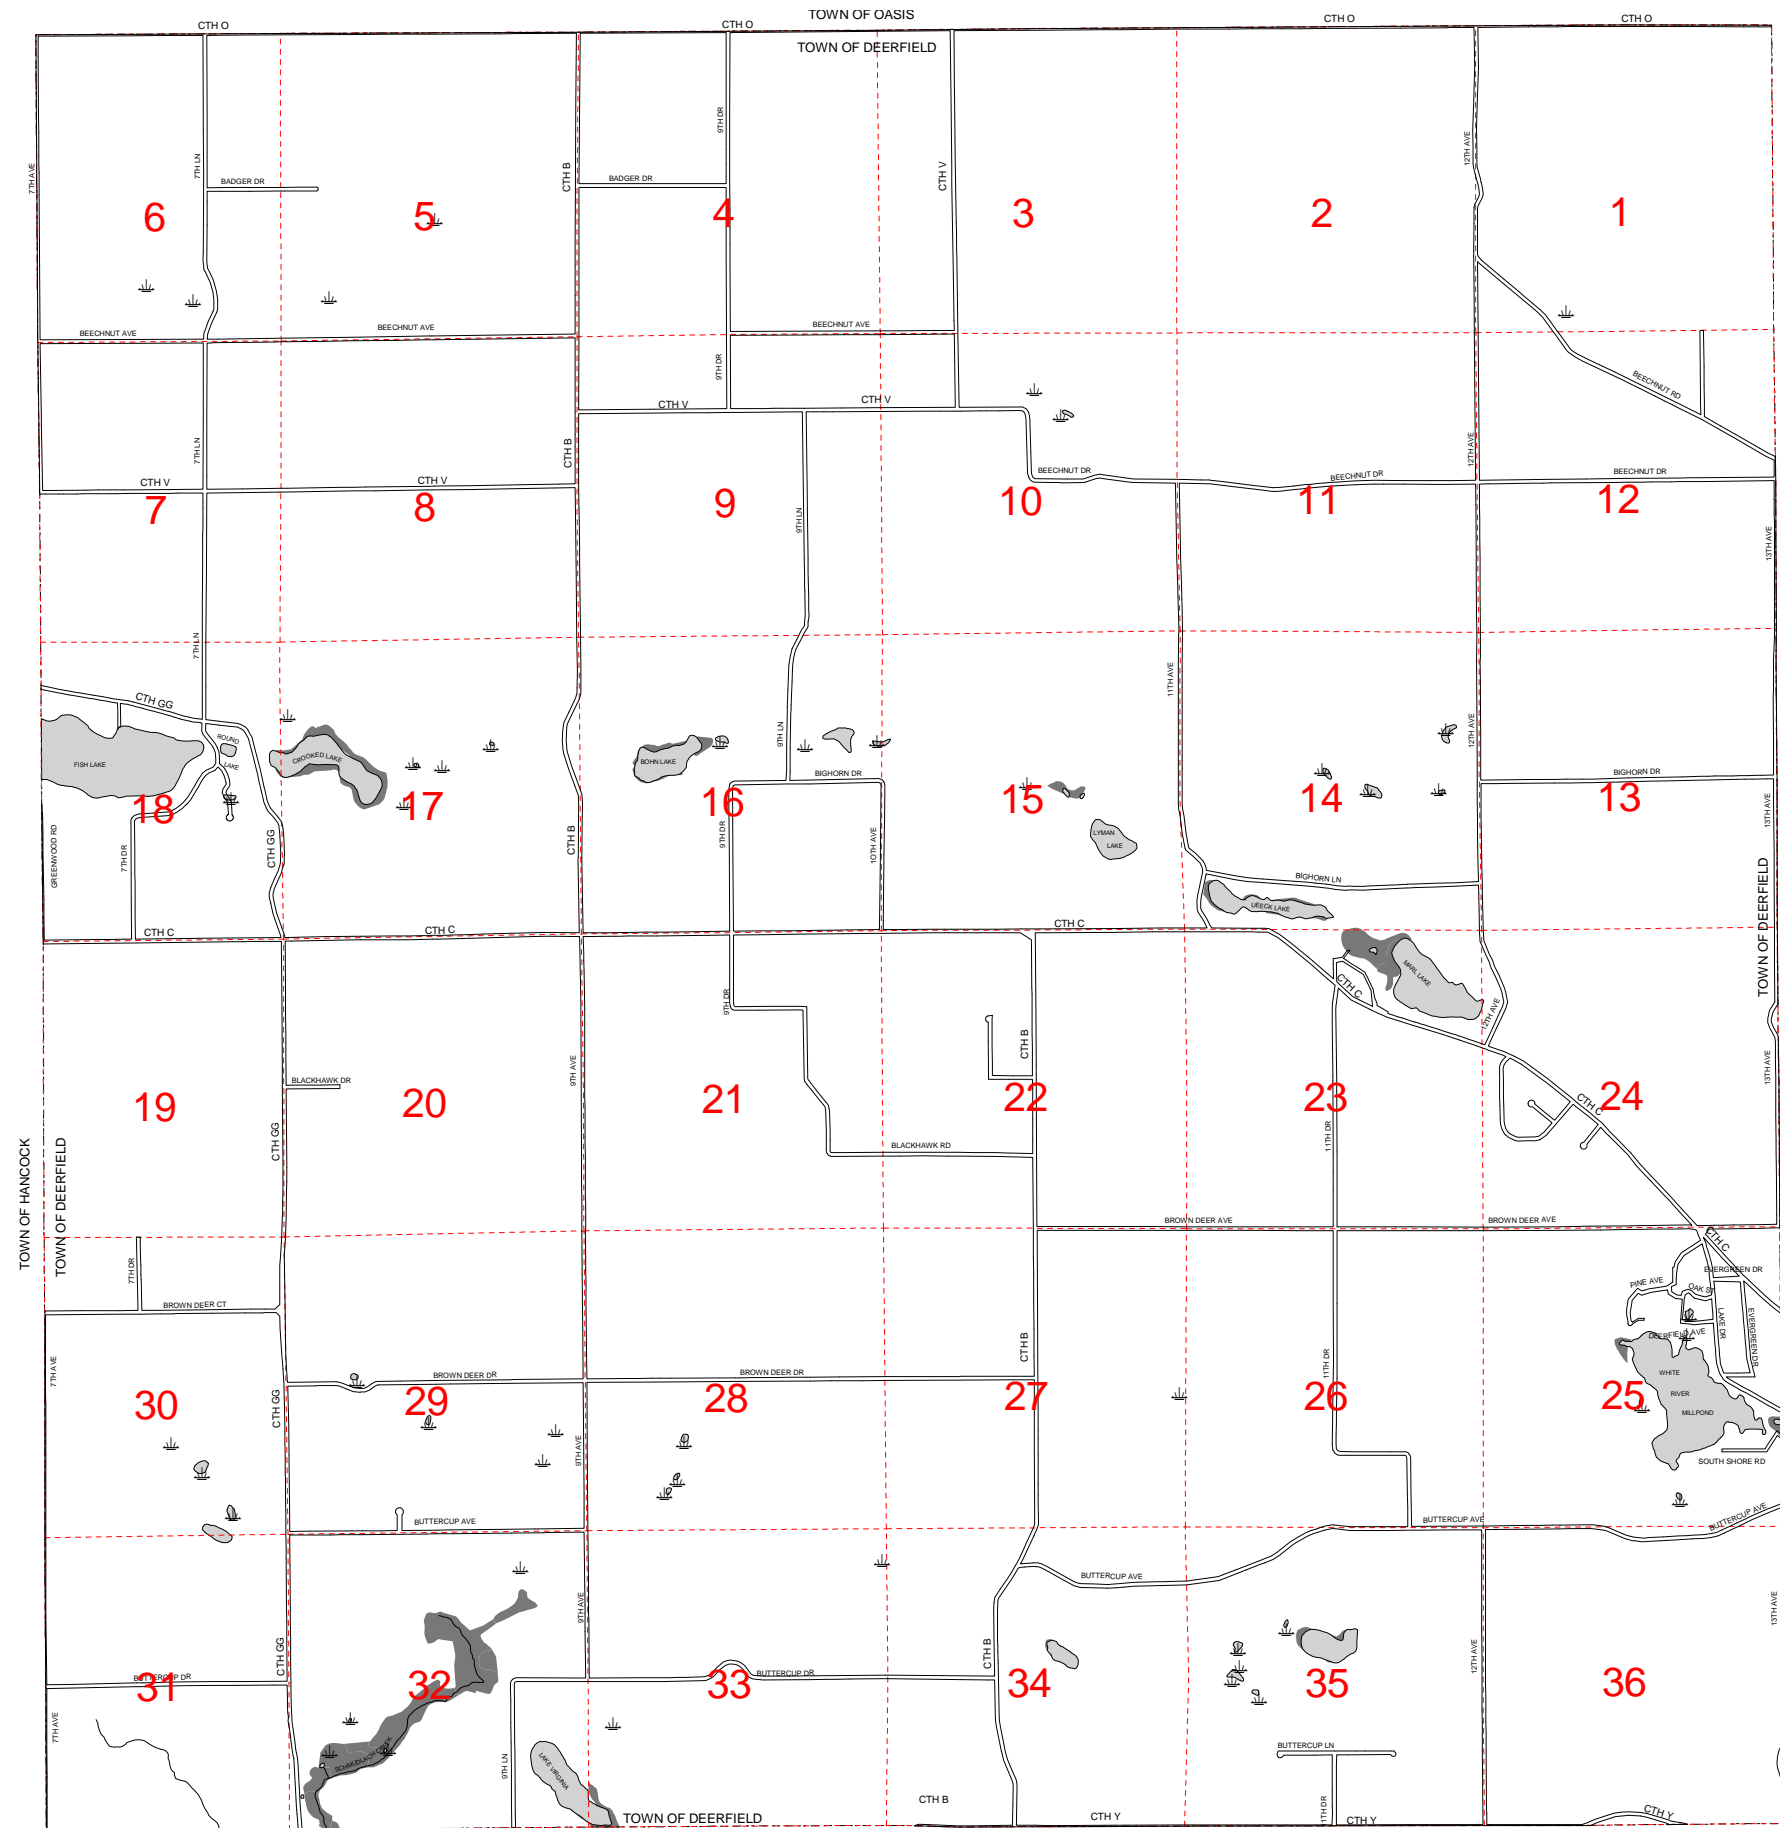 TOWN OF OASIS
CTH O
CTH O
CTH O
CTH O
TOWN OF DEERFIELD
7TH AVE
7TH LN
BADGER DR
CTH B
9TH DR
BADGER DR
CTH V
12TH AVE
6
5
4
3
2
1
BEECHNUT AVE
BEECHNUT AVE
BEECHNUT AVE
9TH DR
BEECHNUT RD
CTH V
CTH V
7TH LN
CTH B
12TH AVE
CTH V
CTH V
BEECHNUT DR
BEECHNUT DR
BEECHNUT DR
7
8
9
10
11
12
9TH LN
13TH AVE
7TH LN
11TH AVE
CTH GG
ROUND
LAKE
FISH LAKE
CROOKED LAKE
BOHN LAKE
9TH LN
12TH AVE
BIGHORN DR
BIGHORN DR
18
17
16
15
14
13
13TH AVE
GREENWOOD RD
7TH DR
CTH GG
CTH B
9TH DR
10TH AVE
LYMAN
LAKE
BIGHORN LN
UEECK LAKE
TOWN OF DEERFIELD
CTH C
CTH C
CTH C
MARL LAKE
CTH C
9TH DR
12TH AVE
CTH B
9TH AVE
13TH AVE
BLACKHAWK DR
19
20
21
22
23
24
CTH C
CTH GG
11TH DR
BLACKHAWK RD
TOWN OF HANCOCK
TOWN OF DEERFIELD
BROWN DEER AVE
BROWN DEER AVE
CTH C
7TH DR
BROWN DEER CT
EVERGREEN DR
PINE AVE
OAK ST
LAKE DR
EVERGREEN DR
DEERFIELD AVE
7TH AVE
CTH GG
BROWN DEER DR
BROWN DEER DR
CTH B
11TH DR
WHITE
RIVER
MILLPOND
30
29
28
27
26
25
9TH AVE
SOUTH SHORE RD
BUTTERCUP AVE
BUTTERCUP AVE
BUTTERCUP AVE
BUTTERCUP AVE
9TH AVE
13TH AVE
CTH GG
CTH B
12TH AVE
BUTTERCUP DR
BUTTERCUP DR
31
32
33
34
35
36
7TH AVE
SCHMUDLACH CREEK
9TH LN
LAKE VIRGINIA
BUTTERCUP LN
11TH DR
TOWN OF DEERFIELD
CTH B
CTH Y
CTH Y
CTH Y